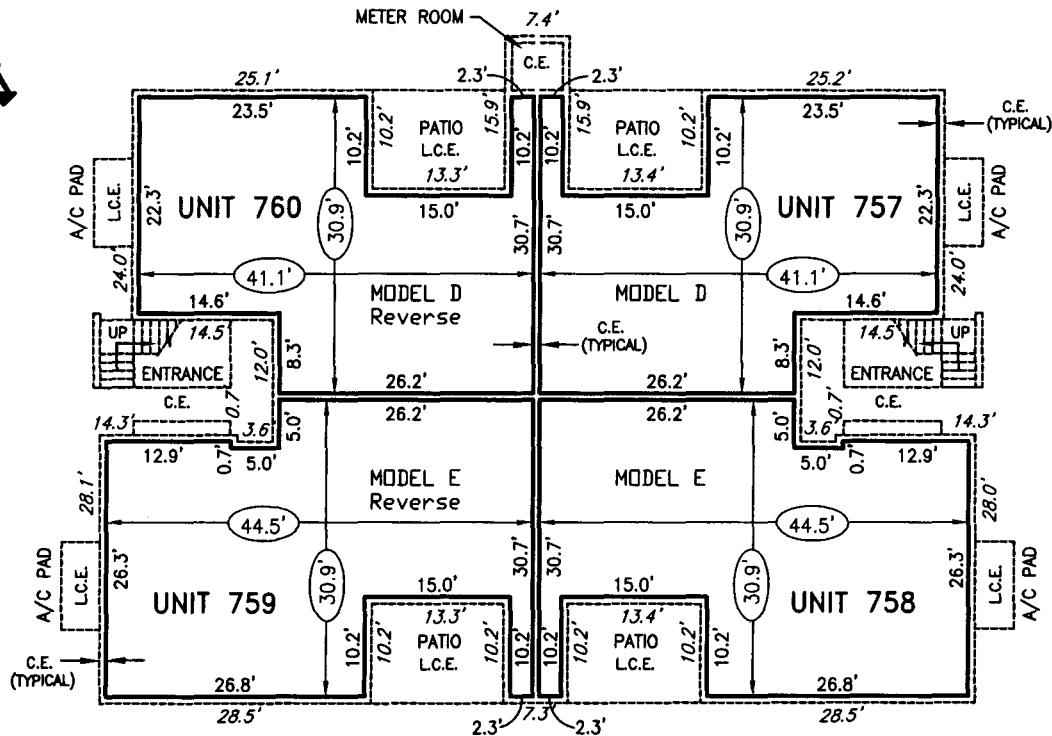 METER ROOM
7.4'
C.E.
2.3'
2.3'
25.1'
25.2'
23.5'
23.5'
C.E.
(TYPICAL)
10.2'
10.2'
PATIO
L.C.E.
13.3'
15.9'
10.2'
10.2'
15.9'
PATIO
L.C.E.
13.4'
10.2'
10.2'
A/C PAD
L.C.E.
22.3'
UNIT 760
30.9'
15.0'
30.7'
30.7'
15.0'
30.9'
UNIT 757
22.3'
L.C.E.
A/C PAD
24.0'
41.1'
41.1'
24.0'
14.6'
MODEL D
Reverse
MODEL D
14.6'
UP
14.5'
12.0'
8.3'
C.E.
(TYPICAL)
8.3'
12.0'
14.5'
UP
ENTRANCE
ENTRANCE
C.E.
0.7'
26.2'
26.2'
0.7'
C.E.
14.3'
3.6'
5.0'
26.2'
26.2'
5.0'
3.6'
14.3'
12.9'
0.7'
5.0'
5.0'
0.7'
12.9'
28.1'
MODEL E
Reverse
MODEL E
28.0'
44.5'
44.5'
A/C PAD
L.C.E.
26.3'
UNIT 759
30.9'
15.0'
30.7'
30.7'
15.0'
30.9'
UNIT 758
26.3'
L.C.E.
A/C PAD
C.E.
(TYPICAL)
10.2'
10.2'
13.3'
PATIO
L.C.E.
10.2'
10.2'
10.2'
10.2'
13.4'
PATIO
L.C.E.
10.2'
10.2'
26.8'
26.8'
28.5'
2.3'
7.3'
2.3'
28.5'